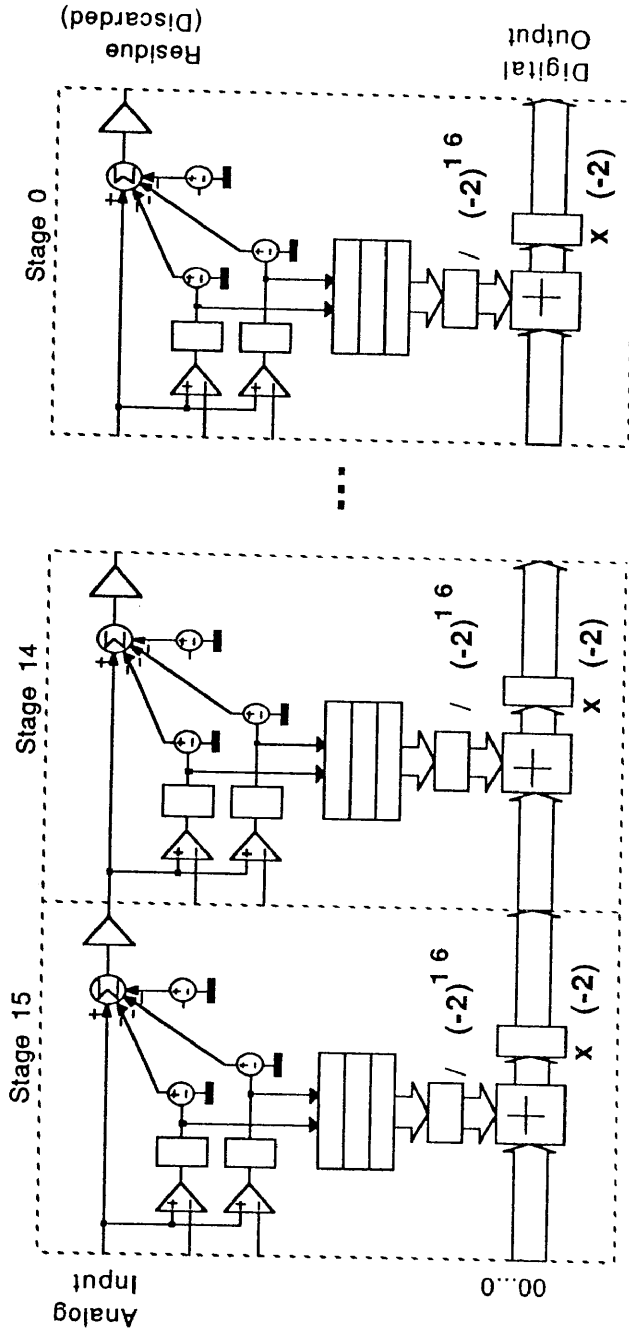 Stage 15
Stage 14
Stage 0
Analog
Input
Residue
(Discarded)
+
-
-
-
+
-
-
-
+
-
-
-
+ -
+ -
+ -
+ -
+ -
+ -
+ -
+ -
+ -
+
-
+
-
+
-
+
-
+
-
+
-
Σ
Σ
Σ
...
/ (-2)16
/ (-2)16
/ (-2)16
00...0
+
+
+
x (-2)
x (-2)
x (-2)
Digital
Output